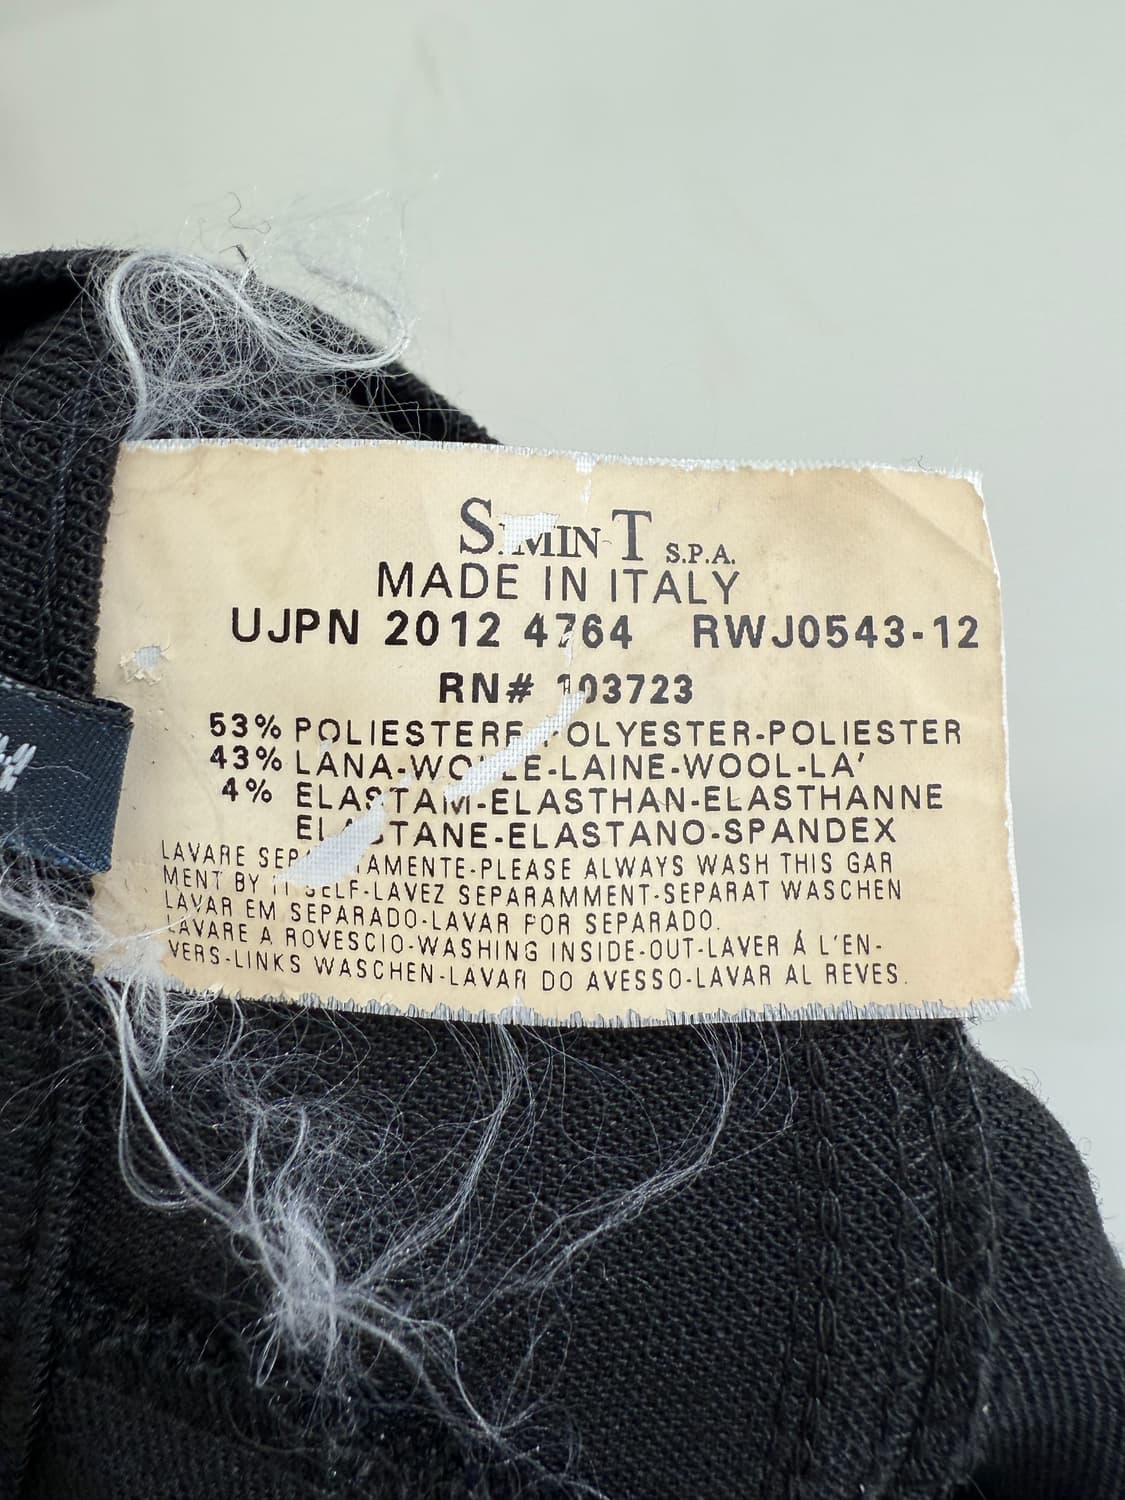 MIN T S.P.A.
MADE IN ITALY
UJPN 2012 4764 RWJ0543-12
RN# 103723
53% POLIESTERE-POLYESTER-POLIESTER
43% LANA-WOLLE-LAINE-WOOL-LA'
4% ELASTAM-ELASTHAN-ELASTHANNE
ELASTANE-ELASTANO-SPANDEX
LAVARE SEPARATAMENTE-PLEASE ALWAYS WASH THIS GAR
MENT BY IT SELF-LAVEZ SEPARAMMENT-SEPARAT WASCHEN
LAVAR EM SEPARADO-LAVAR POR SEPARADO.
LAVARE A ROVESCIO-WASHING INSIDE-OUT-LAVER Á L'EN-
VERS-LINKS WASCHEN-LAVAR DO AVESSO-LAVAR AL REVES.